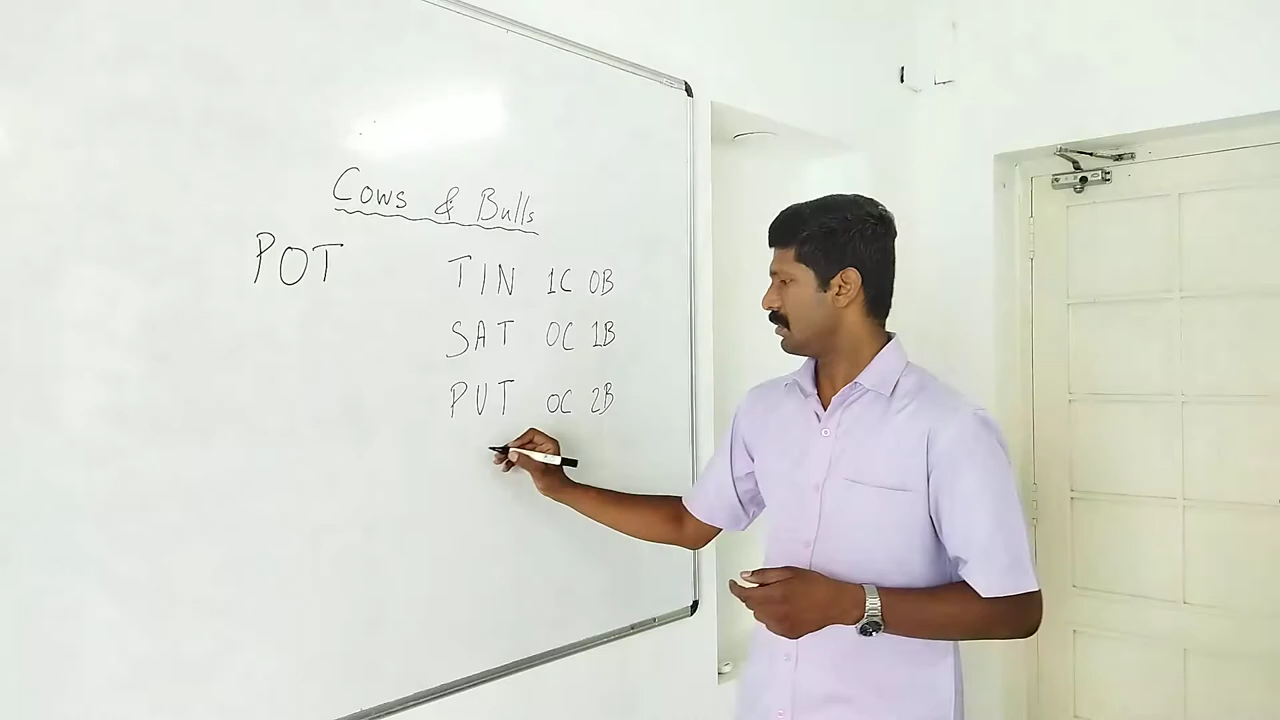 Cows & Bulls
POT
TIN 1C 0B
SAT 0C 1B
PUT 0C 2B